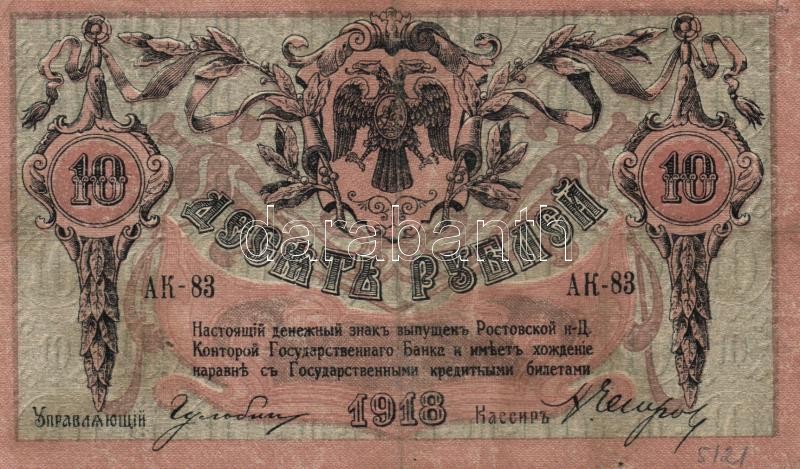 10
10
ДЕСЯТЬ РУБЛЕЙ
darabanth
АК-83
АК-83
Настоящій денежный знакъ выпущенъ Ростовской н-Д.
Конторой Государственнаго Банка и имѣетъ хожденіе
наравнѣ съ Государственными кредитными билетами
Управляющій
1918
Кассиръ
5121